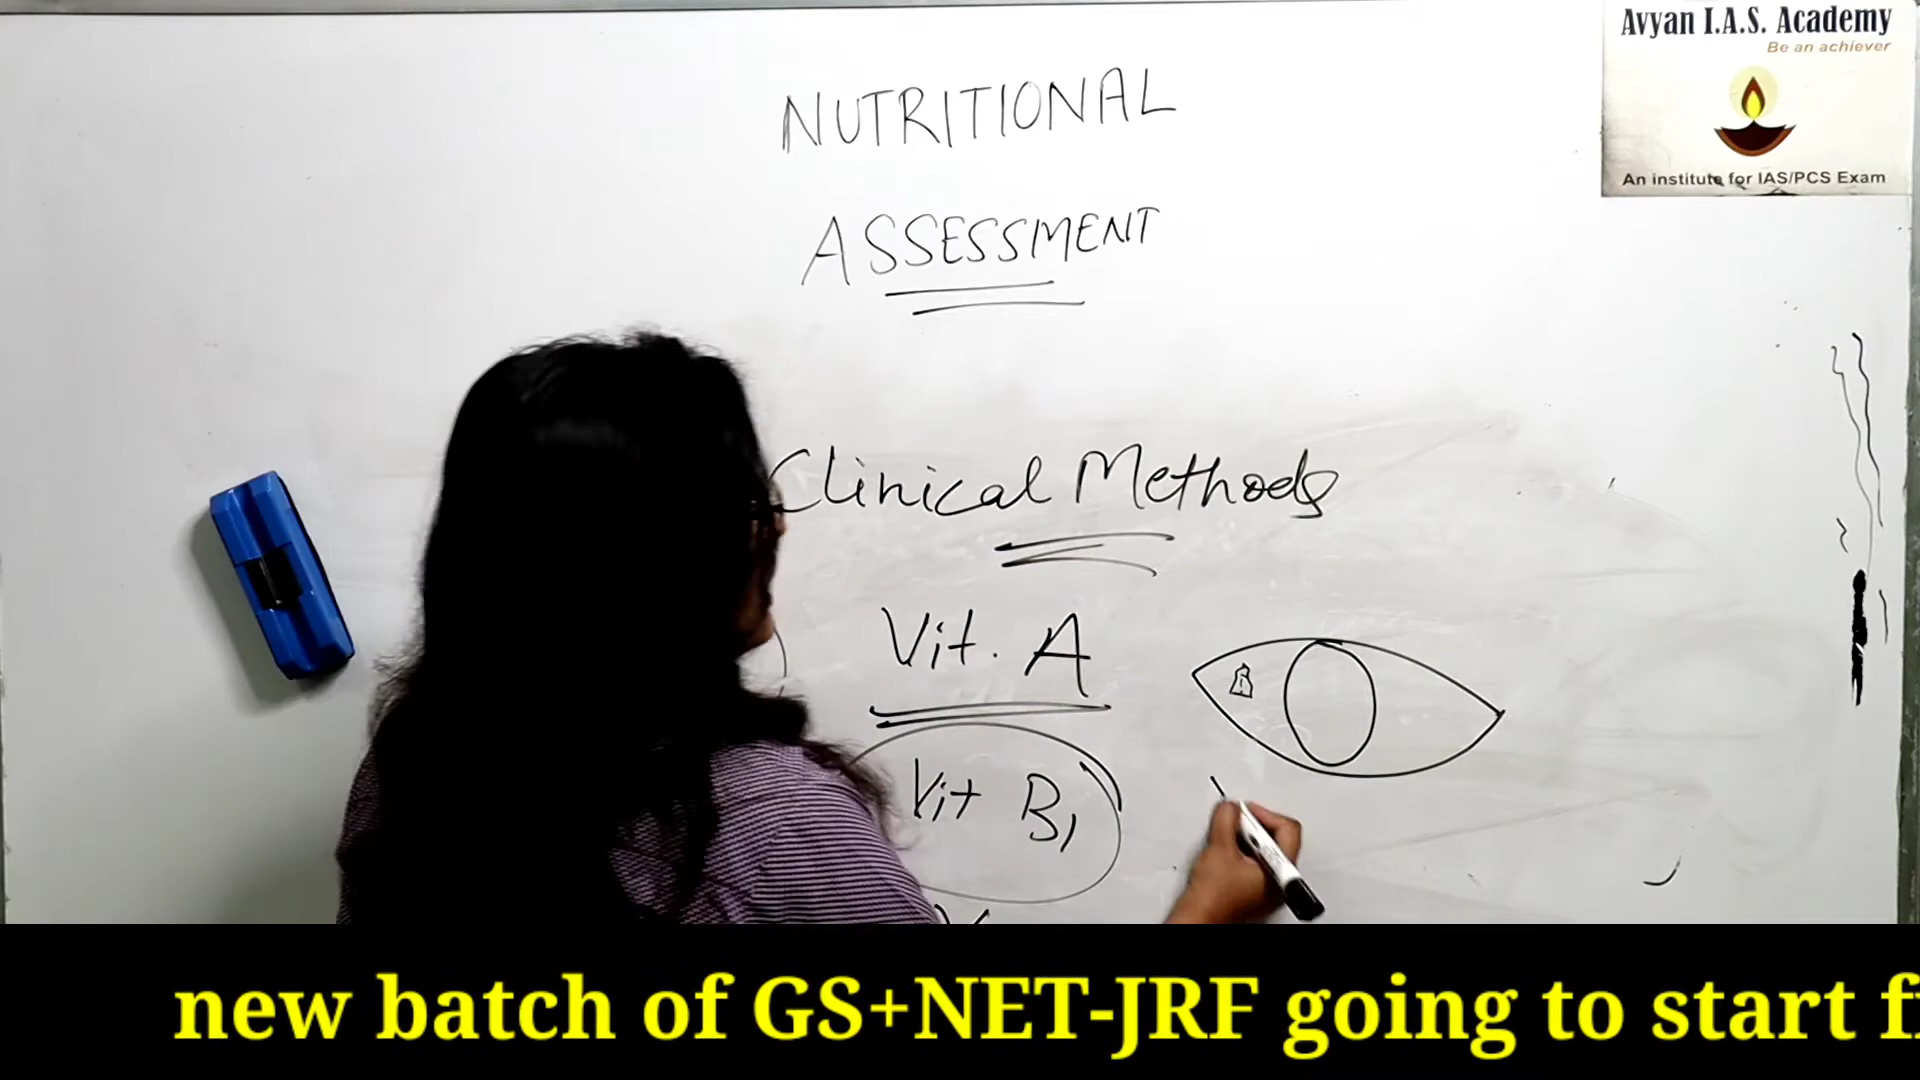 Avyan I.A.S. Academy
Be an achiever
An institute for IAS/PCS Exam
NUTRITIONAL
ASSESSMENT
Clinical Methods
Vit. A
Vit B1
new batch of GS+NET-JRF going to start